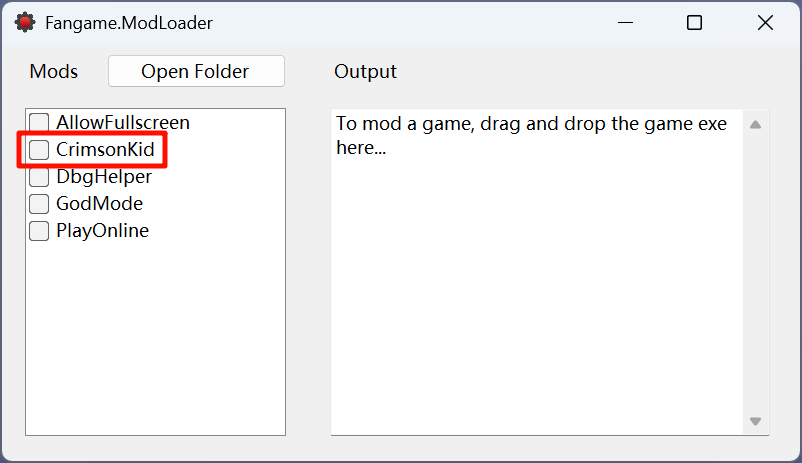 Fangame.ModLoader
Mods
Open Folder
Output
AllowFullscreen
CrimsonKid
DbgHelper
GodMode
PlayOnline
To mod a game, drag and drop the game exe
here...